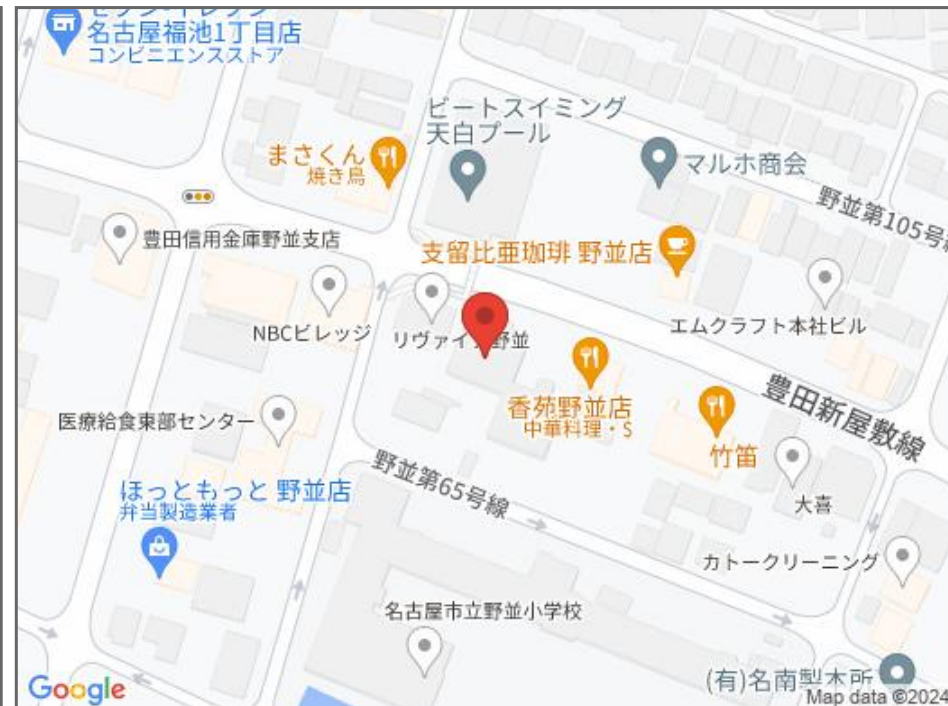 名古屋福池1丁目店
コンビニエンスストア
ビートスイミング
天白プール
まさくん
焼き鳥
マルホ商会
野並第105号線
豊田信用金庫野並支店
支留比亜珈琲 野並店
NBCビレッジ
リヴァイ
野並
エムクラフト本社ビル
香苑野並店
中華料理・S
豊田新屋敷線
医療給食東部センター
竹笛
野並第65号線
大喜
ほっともっと 野並店
弁当製造業者
カトークリーニング
名古屋市立野並小学校
(有)名南製木所
Google
Map data ©2024